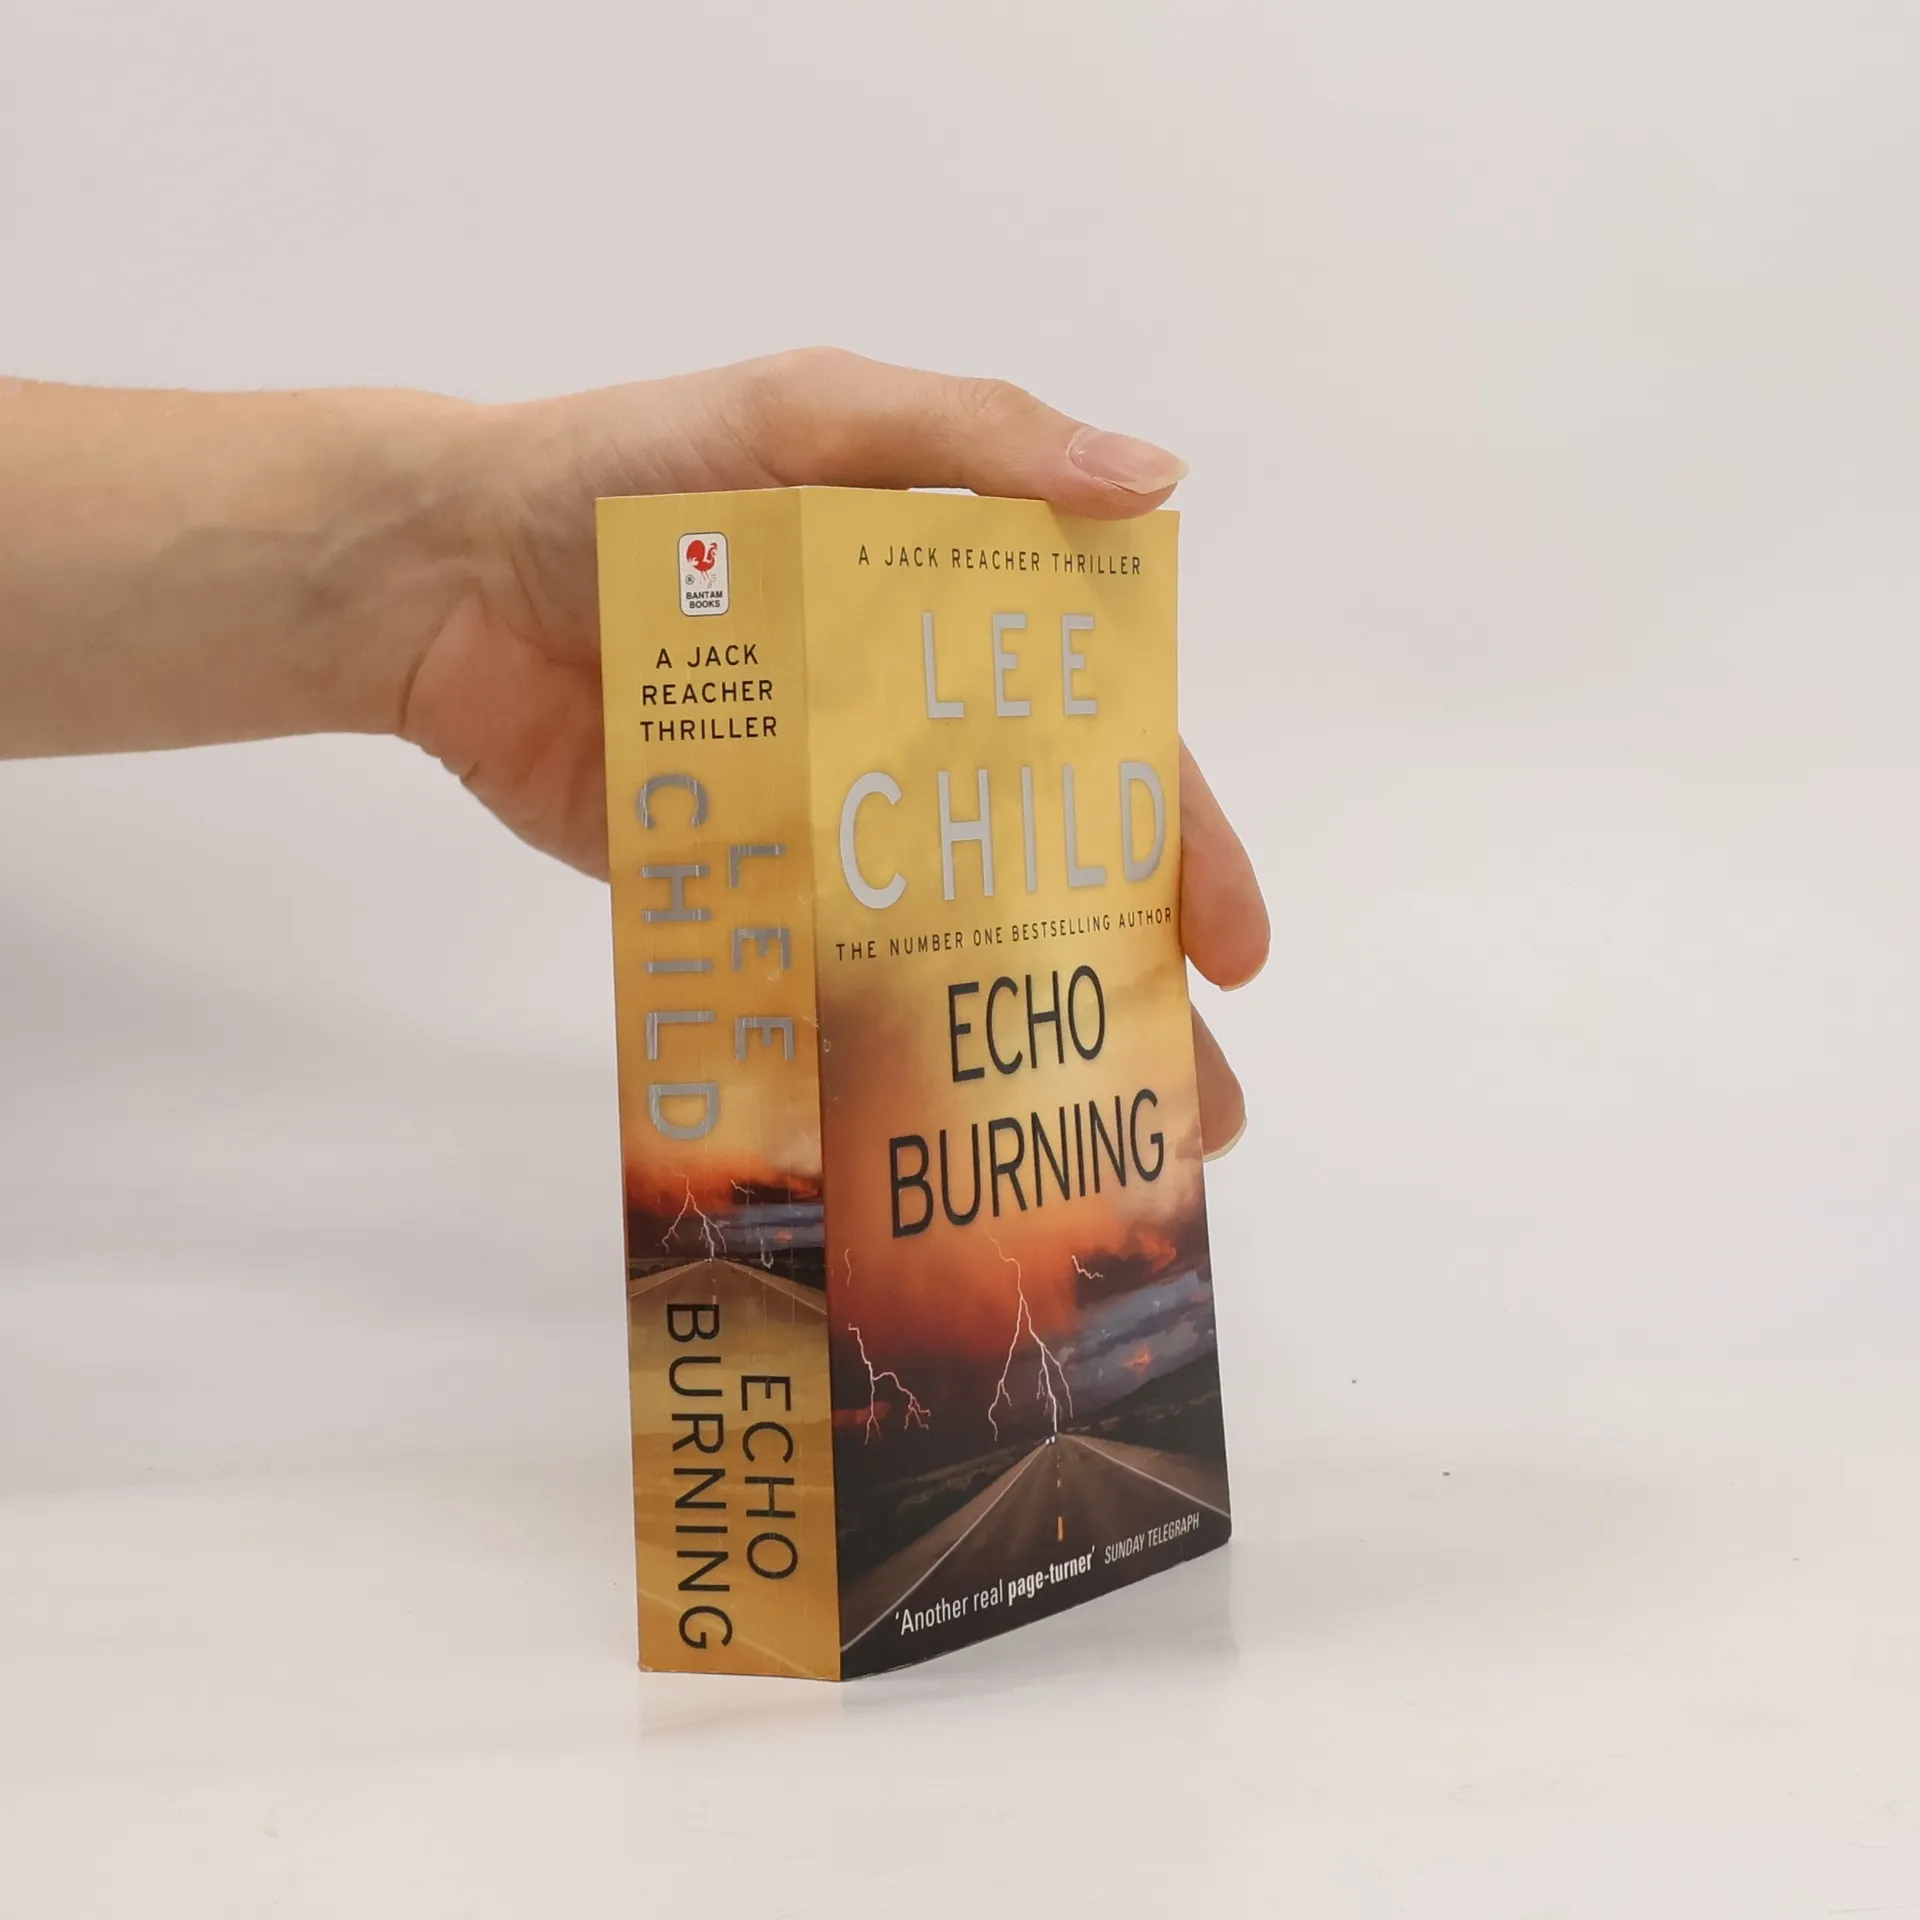 ®
BANTAM
BOOKS
A JACK
REACHER
THRILLER
LEE
CHILD
ECHO
BURNING
A JACK REACHER THRILLER
LEE
CHILD
THE NUMBER ONE BESTSELLING AUTHOR
ECHO
BURNING
'Another real page-turner' SUNDAY TELEGRAPH